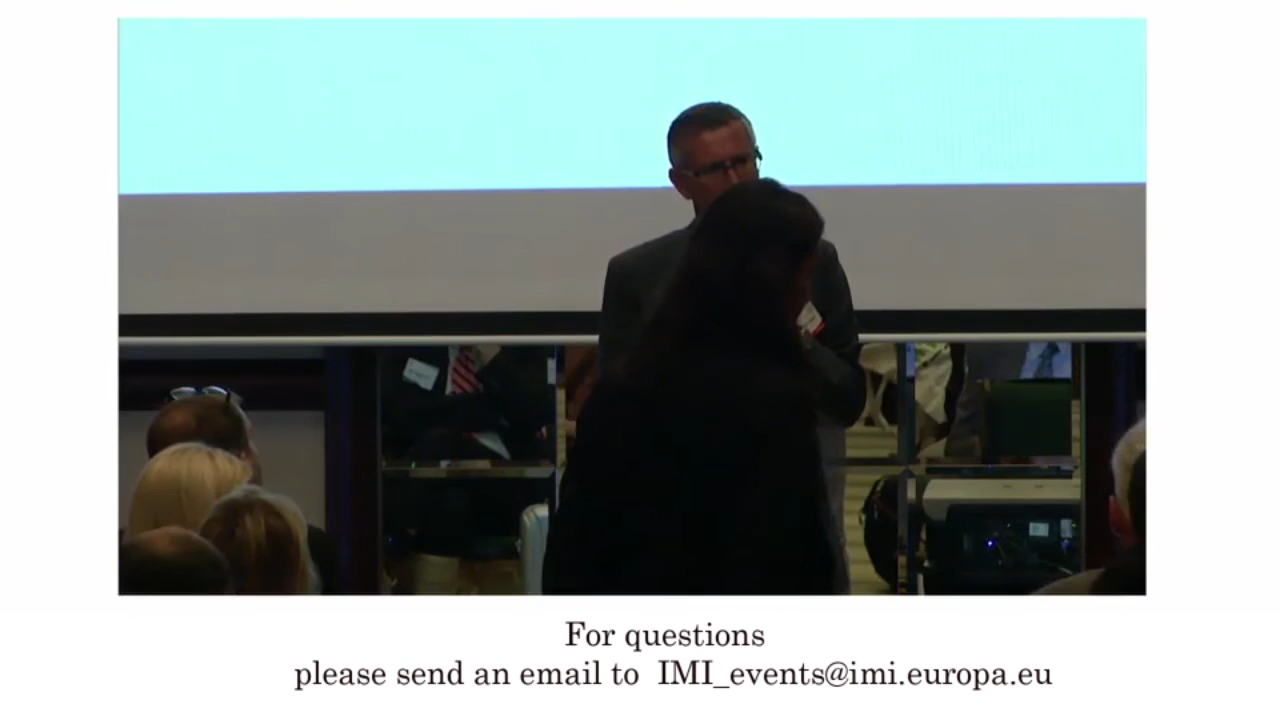 For questions
please send an email to IMI_events@imi.europa.eu